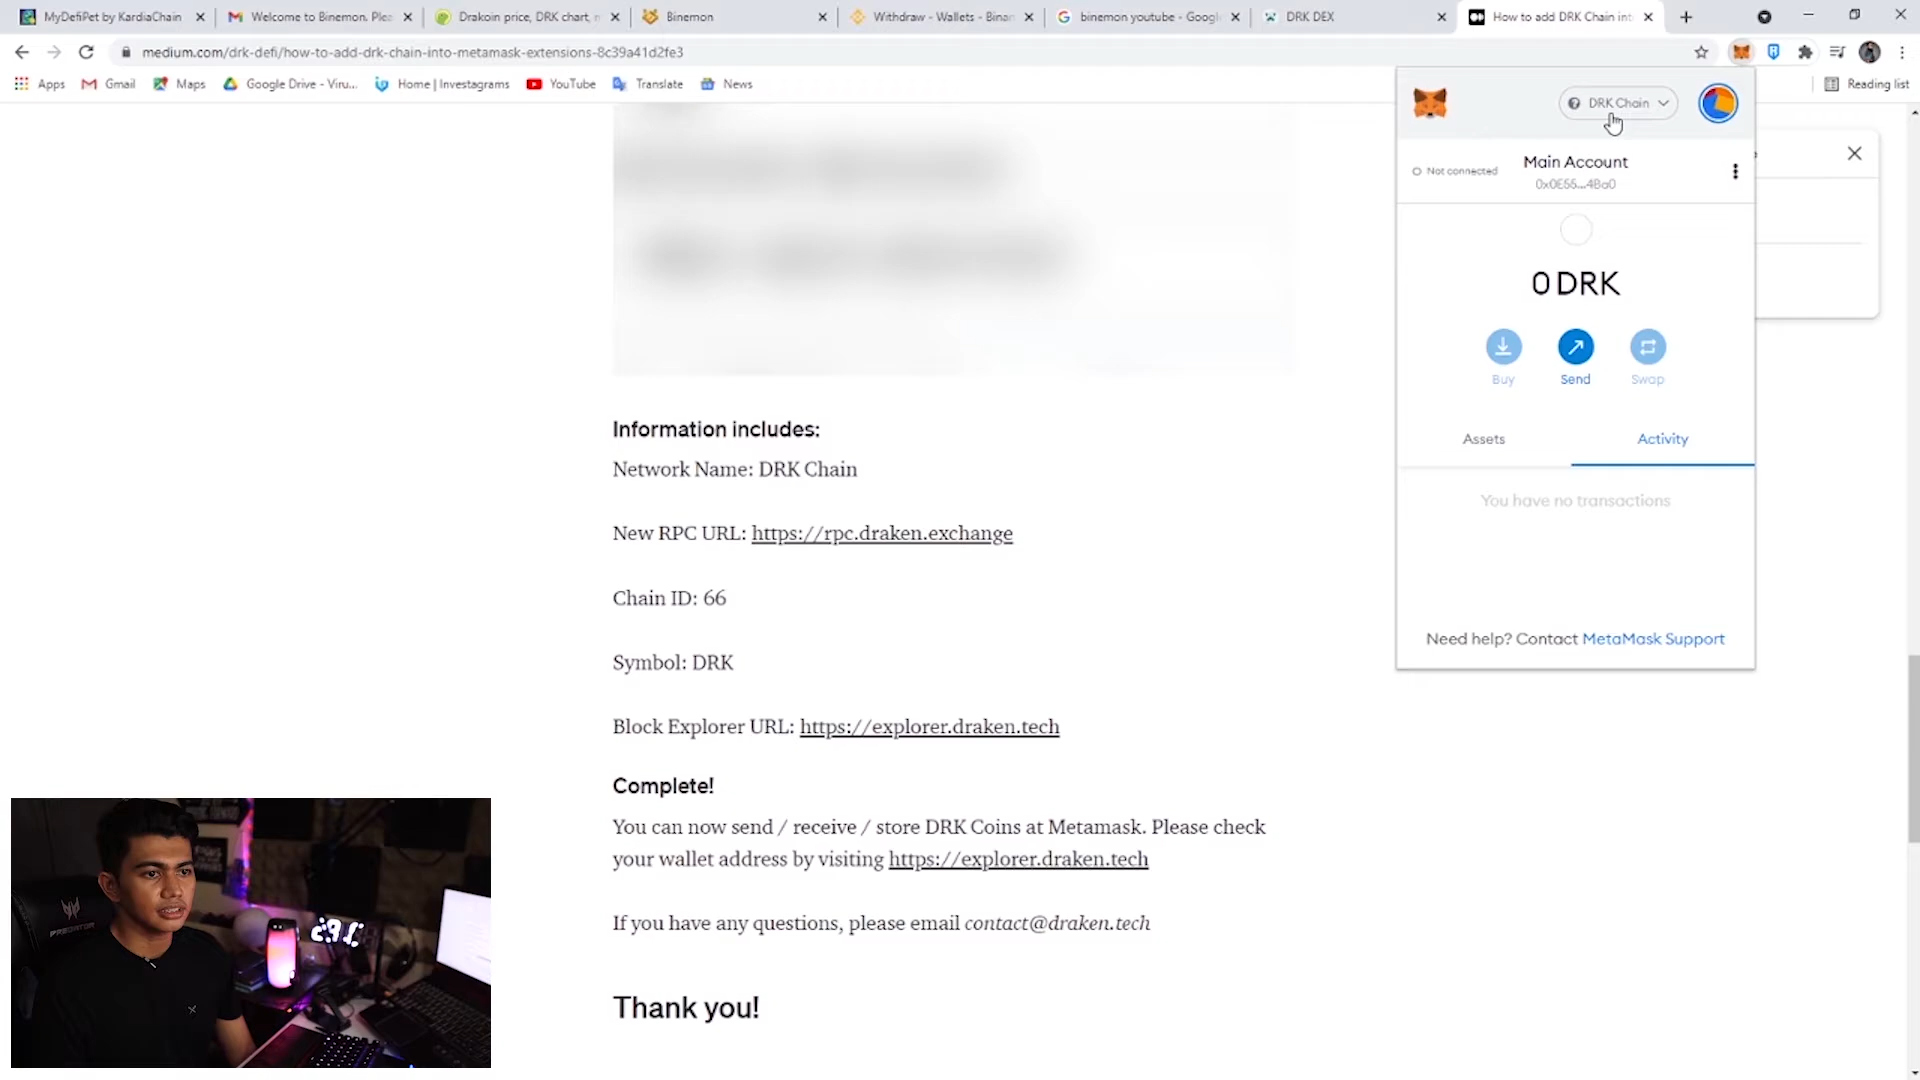 MyDefiPet by KardiaChain
Welcome to Binemon, Plea
Drakoin price, DRK chart,
Binemon
Withdraw - Wallets - Binan
binemon youtube - Googl
DRK DEX
How to add DRK Chain int
medium.com/drk-defi/how-to-add-drk-chain-into-metamask-extensions-8c39a41d2fe3
Apps
Gmail
Maps
Google Drive - Viru...
Home | Investagrams
YouTube
Translate
News
Reading list
DRK Chain
Not connected
Main Account
0x0E55...4Ba0
0 DRK
Buy
Send
Swap
Assets
Activity
You have no transactions
Need help? Contact MetaMask Support
Information includes:
Network Name: DRK Chain
New RPC URL: https://rpc.draken.exchange
Chain ID: 66
Symbol: DRK
Block Explorer URL: https://explorer.draken.tech
Complete!
You can now send / receive / store DRK Coins at Metamask. Please check
your wallet address by visiting https://explorer.draken.tech
If you have any questions, please email contact@draken.tech
Thank you!
PREDATOR